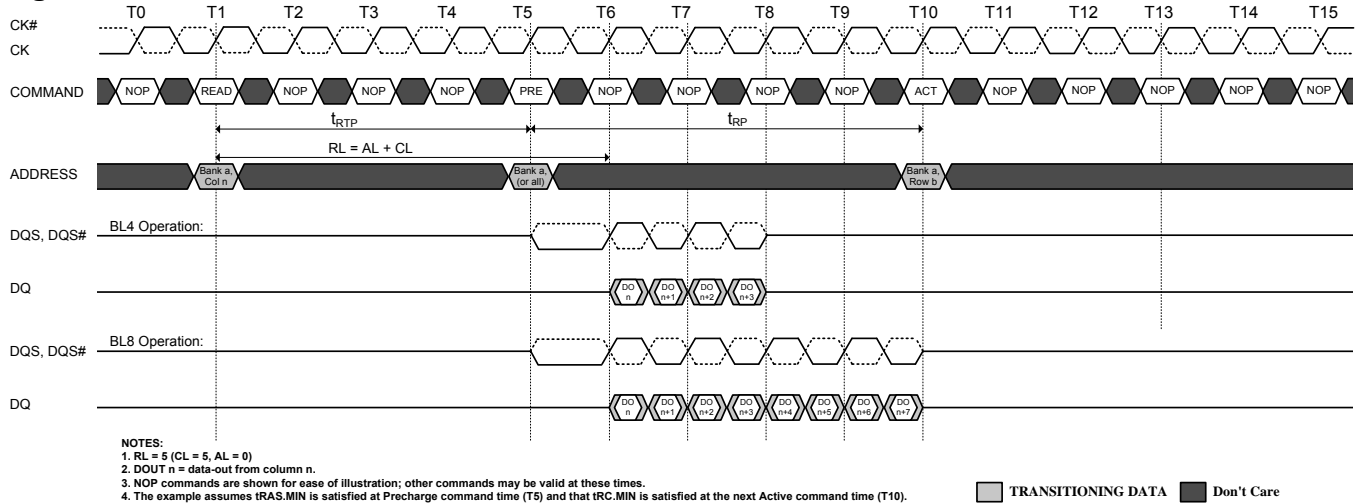 T0 T1 T2 T3 T4 T5 T6 T7 T8 T9 T10 T11 T12 T13 T14 T15
CK#
CK
COMMAND NOP READ NOP NOP NOP PRE NOP NOP NOP NOP ACT NOP NOP NOP NOP NOP
tRTP tRP
RL = AL + CL
ADDRESS
Bank a, Bank a, Bank a,
Col n (or all) Row b
BL4 Operation:
DQS, DQS#
DQ
DO DO DO DO
n n+1 n+2 n+3
BL8 Operation:
DQS, DQS#
DQ
DO DO DO DO DO DO DO DO
n n+1 n+2 n+3 n+4 n+5 n+6 n+7
NOTES:
1. RL = 5 (CL = 5, AL = 0)
2. DOUT n = data-out from column n.
3. NOP commands are shown for ease of illustration; other commands may be valid at these times.
4. The example assumes tRAS.MIN is satisfied at Precharge command time (T5) and that tRC.MIN is satisfied at the next Active command time (T10).
TRANSITIONING DATA Don't Care